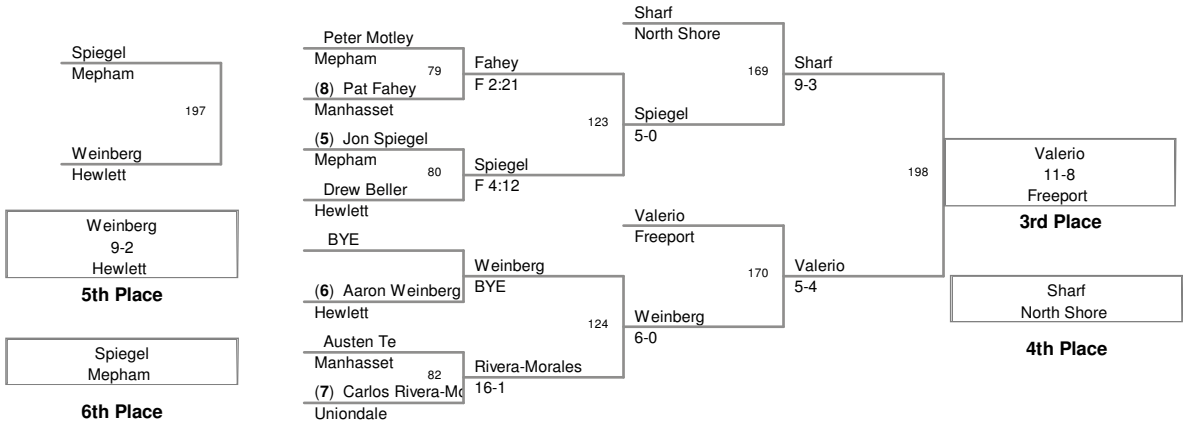 Spiegel
Mepham
197
Weinberg
Hewlett
Weinberg
9-2
Hewlett
5th Place
Spiegel
Mepham
6th Place
Peter Motley
Mepham
79
(8) Pat Fahey
Manhasset
(5) Jon Spiegel
Mepham
80
Drew Beller
Hewlett
BYE
(6) Aaron Weinberg
Hewlett
Austen Te
Manhasset
82
(7) Carlos Rivera-Mo
Uniondale
Fahey
F 2:21
123
Spiegel
F 4:12
Weinberg
BYE
124
Rivera-Morales
16-1
Sharf
North Shore
169
Spiegel
5-0
Valerio
Freeport
170
Weinberg
6-0
Sharf
9-3
198
Valerio
5-4
Valerio
11-8
Freeport
3rd Place
Sharf
North Shore
4th Place